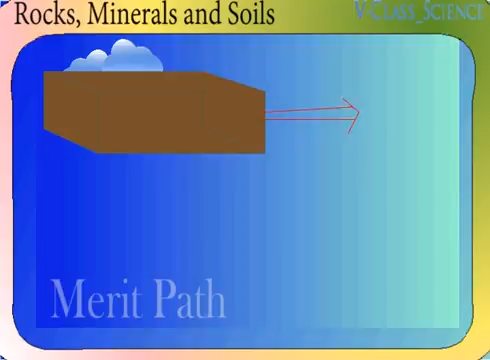 Rocks, Minerals and Soils
V-Class_Science
Merit Path